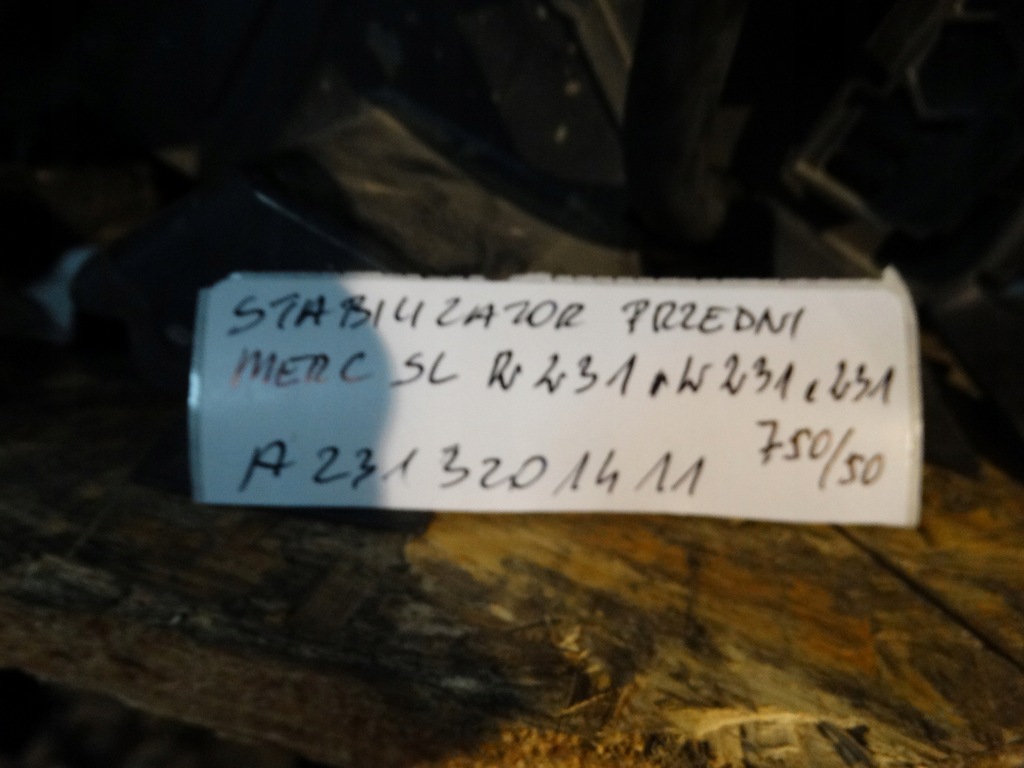 STABILIZATOR PRZEDNI
MERC SL R231, W231, 231
A 231 320 14 11 750/50